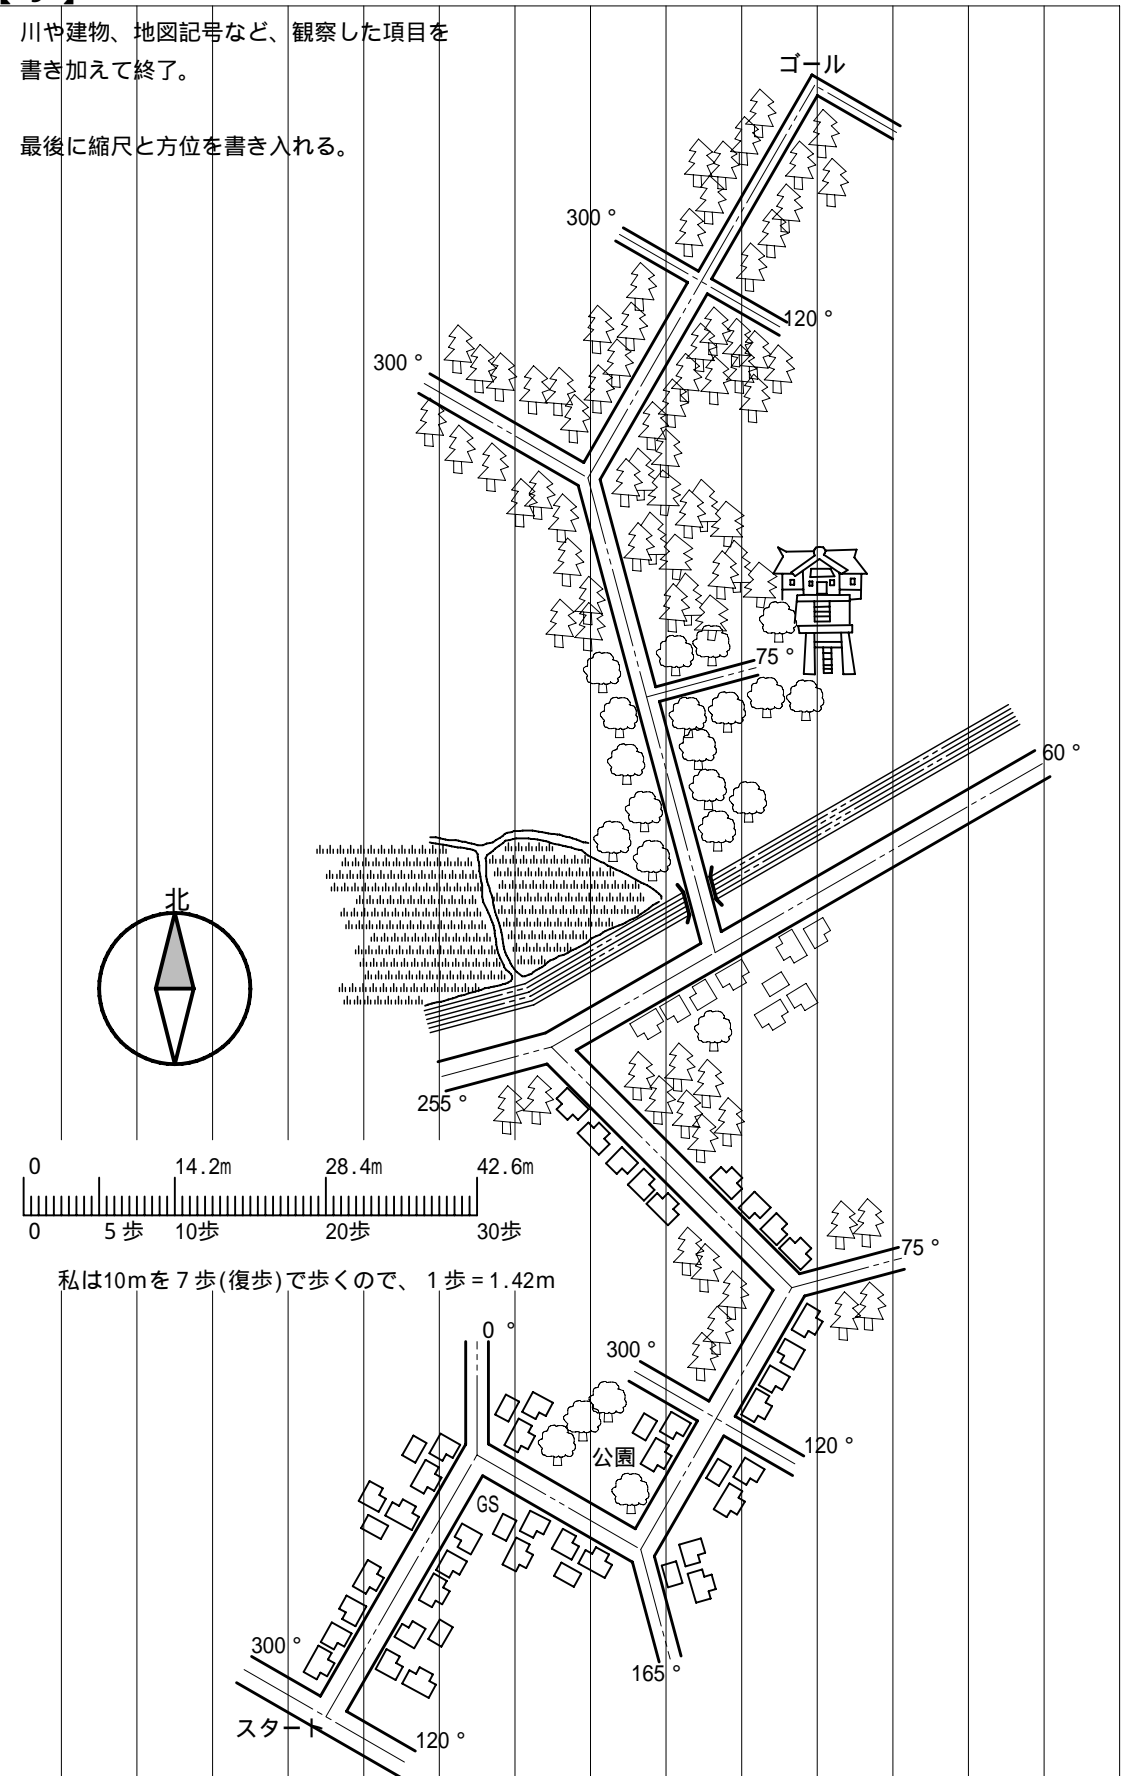 川や建物、地図記号など、観察した項目を
書き加えて終了。
最後に縮尺と方位を書き入れる。
ゴール
300°
120°
300°
75°
60°
北
255°
0 14.2m 28.4m 42.6m
0 5歩 10歩 20歩 30歩
私は10mを7歩(復歩)で歩くので、1歩=1.42m
75°
0°
300°
120°
公園
GS
300°
165°
スタート
120°